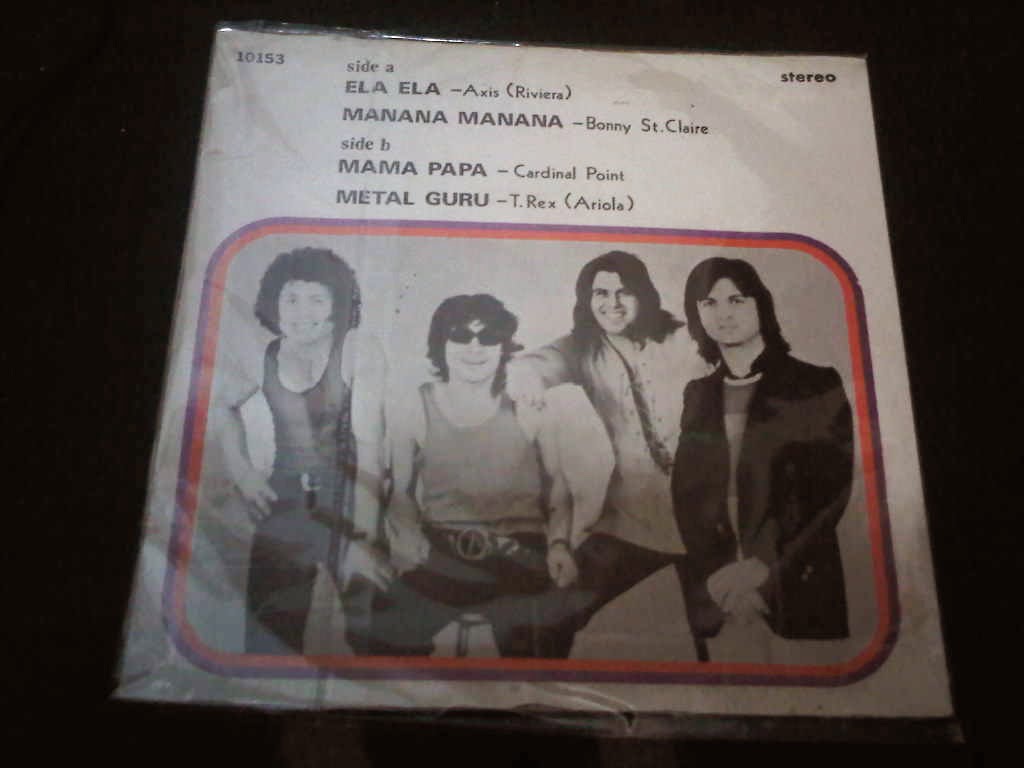 10153
stereo
side a
ELA ELA –Axis (Riviera)
MANANA MANANA –Bonny St.Claire
side b
MAMA PAPA – Cardinal Point
METAL GURU –T.Rex (Ariola)